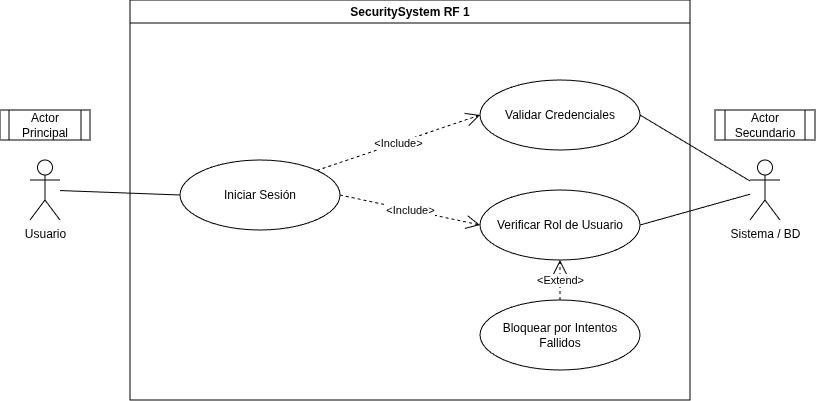 SecuritySystem RF 1
Actor
Principal
Usuario
Iniciar Sesión
<Include>
<Include>
Validar Credenciales
Verificar Rol de Usuario
<Extend>
Bloquear por Intentos
Fallidos
Actor
Secundario
Sistema / BD